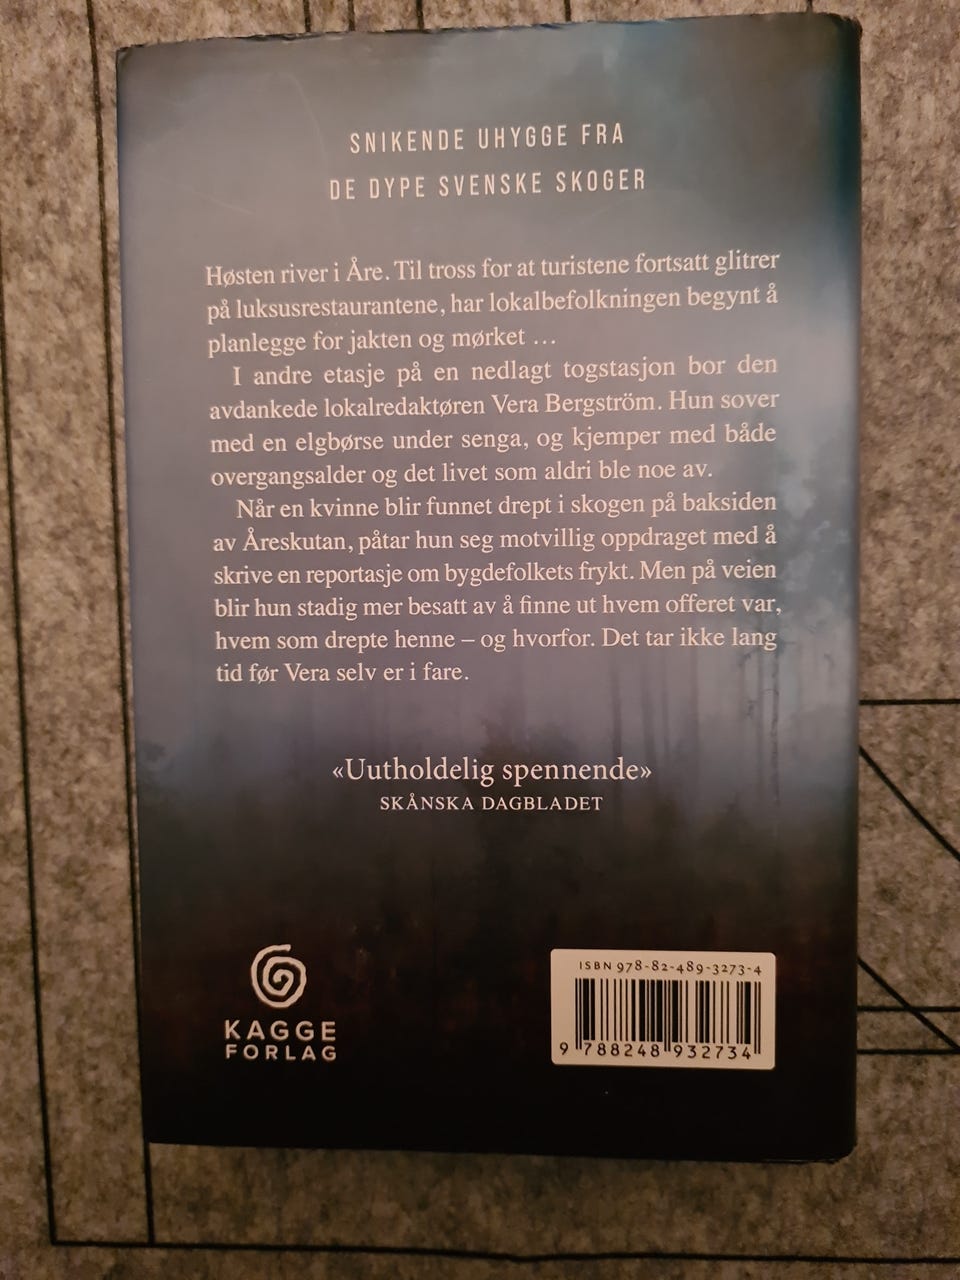 SNIKENDE UHYGGE FRA
DE DYPE SVENSKE SKOGER
Høsten river i Åre. Til tross for at turistene fortsatt glitrer
på luksusrestaurantene, har lokalbefolkningen begynt å
planlegge for jakten og mørket …
I andre etasje på en nedlagt togstasjon bor den
avdankede lokalredaktøren Vera Bergström. Hun sover
med en elgbørse under senga, og kjemper med både
overgangsalder og det livet som aldri ble noe av.
Når en kvinne blir funnet drept i skogen på baksiden
av Åreskutan, påtar hun seg motvillig oppdraget med å
skrive en reportasje om bygdefolkets frykt. Men på veien
blir hun stadig mer besatt av å finne ut hvem offeret var,
hvem som drepte henne – og hvorfor. Det tar ikke lang
tid før Vera selv er i fare.
«Uutholdelig spennende»
SKÅNSKA DAGBLADET
KAGGE
FORLAG
ISBN 978-82-489-3273-4
9 788248 932734